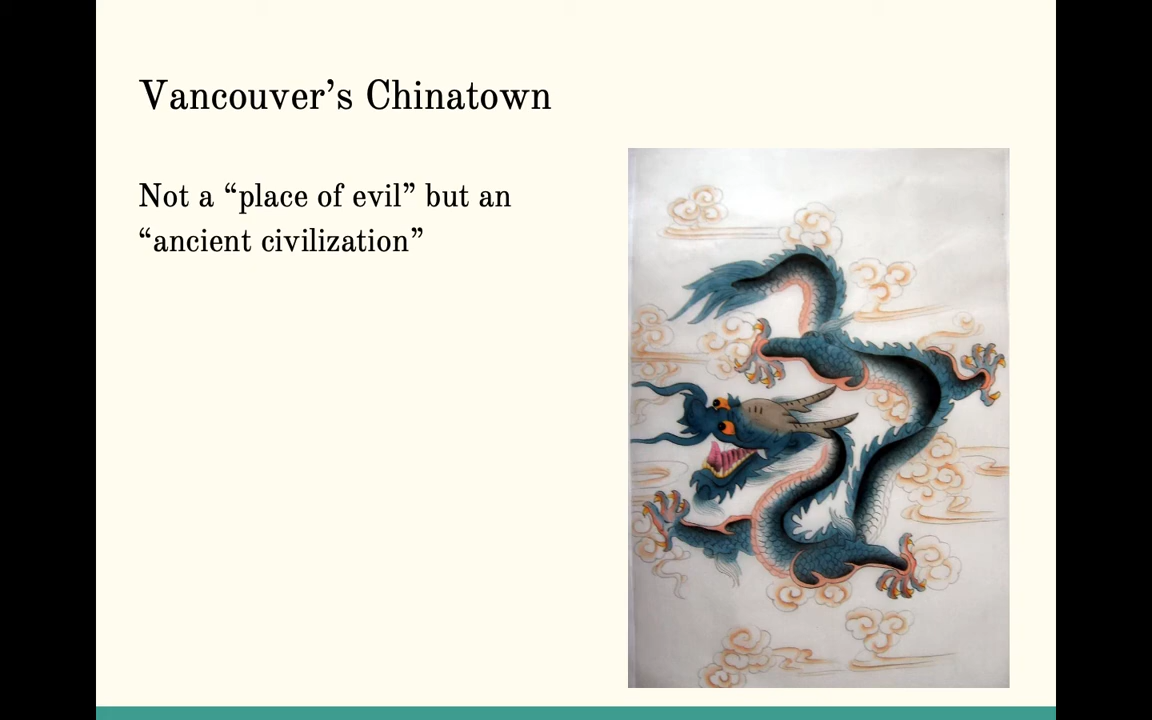 Vancouver’s Chinatown
Not a “place of evil” but an
“ancient civilization”